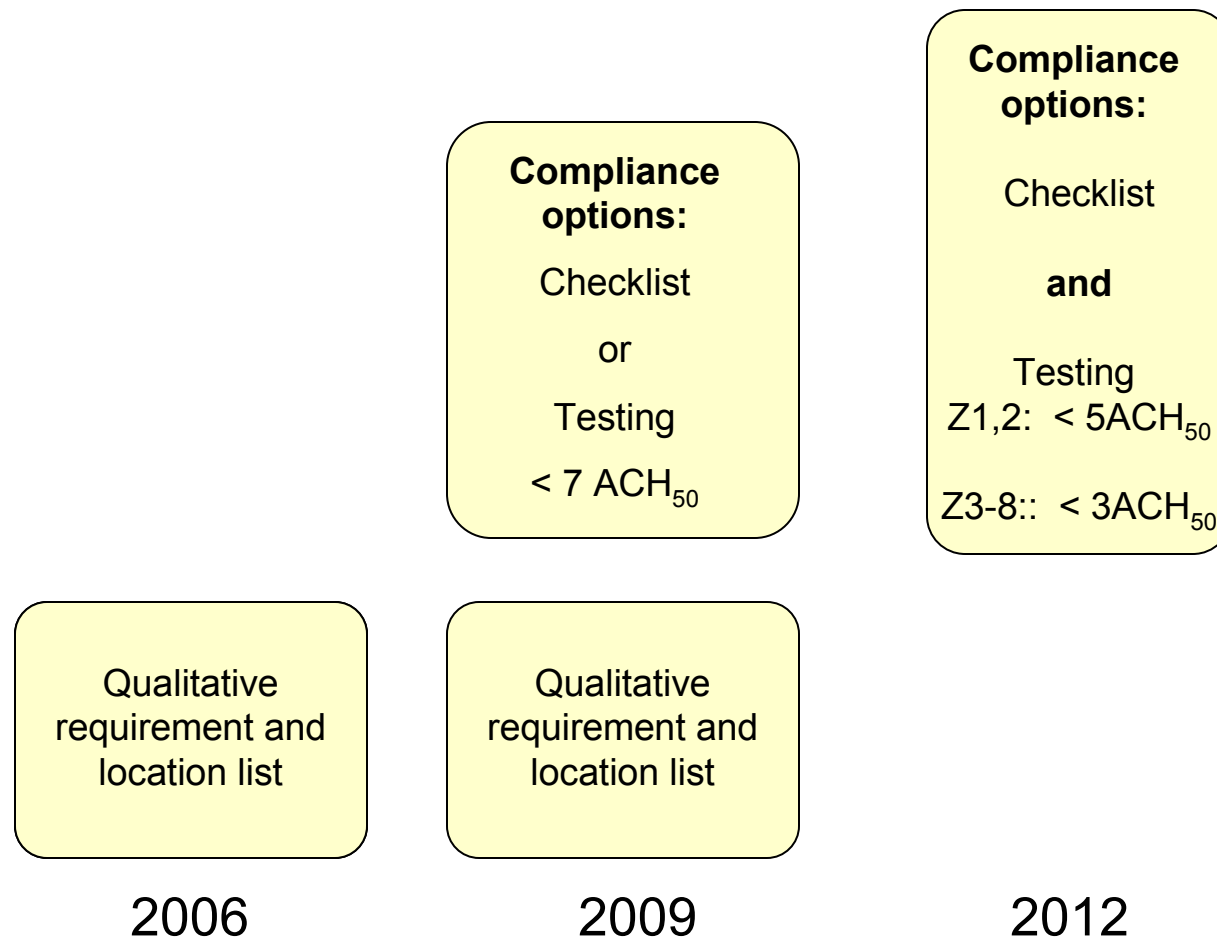 Compliance
options:
Checklist
and
Testing
Z1,2:  < 5ACH50
Z3-8::  < 3ACH50
Compliance
options:
Checklist
or
Testing
< 7 ACH50
Qualitative
requirement and
location list
Qualitative
requirement and
location list
2006
2009
2012